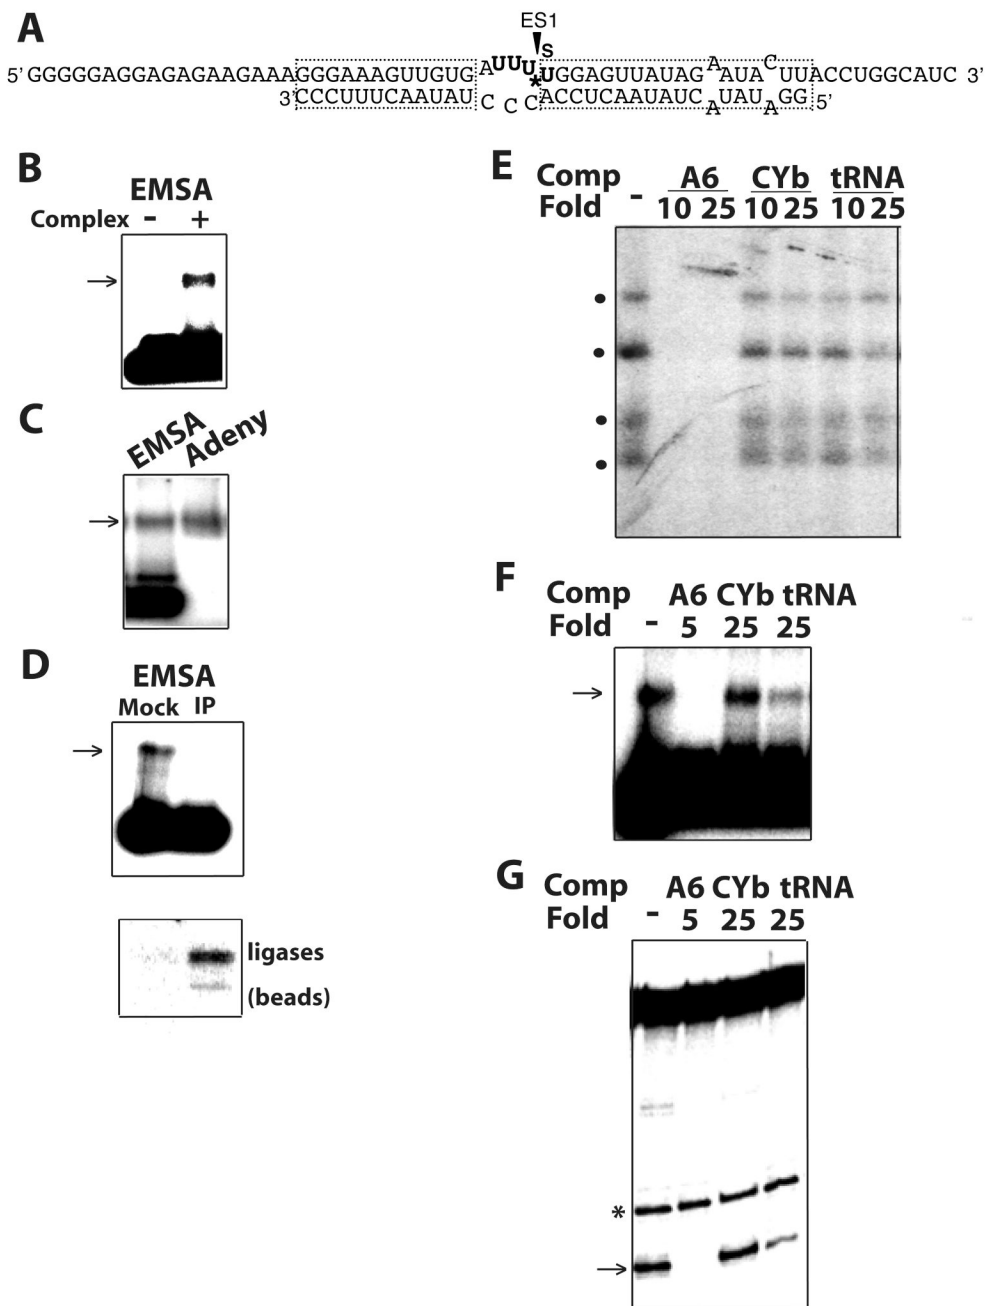 A
ES1
S
AUUU
A C
5' GGGGGAGGAGAGAAGAAAGGGAAAGUUGUG UGGAGUUAUAG AUA UUACCUGGCAUC 3'
*
3' CCCUUUCAAUAU C C C ACCUCAAUAUC UAU GG 5'
A A
B
EMSA
Complex - +
C
EMSA
Adeny
D
EMSA
Mock IP
ligases
(beads)
E
Comp - A6 CYb tRNA
Fold 10 25 10 25 10 25
F
Comp A6 CYb tRNA
Fold - 5 25 25
G
Comp A6 CYb tRNA
Fold - 5 25 25
*